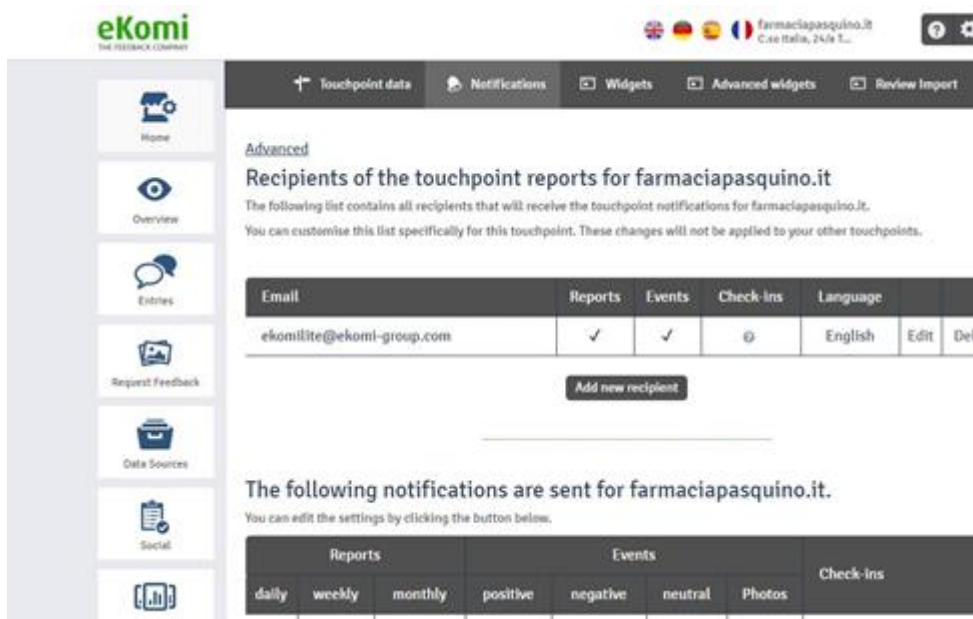 eKomi
THE FEEDBACK COMPANY
farmaciapasquino.it
C.so Italia, 24/a T...
Touchpoint data
Notifications
Widgets
Advanced widgets
Review Import
Home
Overview
Entries
Request Feedback
Data Sources
Social
Advanced
Recipients of the touchpoint reports for farmaciapasquino.it
The following list contains all recipients that will receive the touchpoint notifications for farmaciapasquino.it.
You can customise this list specifically for this touchpoint. These changes will not be applied to your other touchpoints.
Email Reports Events Check-ins Language
ekomilite@ekomi-group.com ✓ ✓ English Edit Del
Add new recipient
The following notifications are sent for farmaciapasquino.it.
You can edit the settings by clicking the button below.
Reports Events Check-ins
daily weekly monthly positive negative neutral Photos